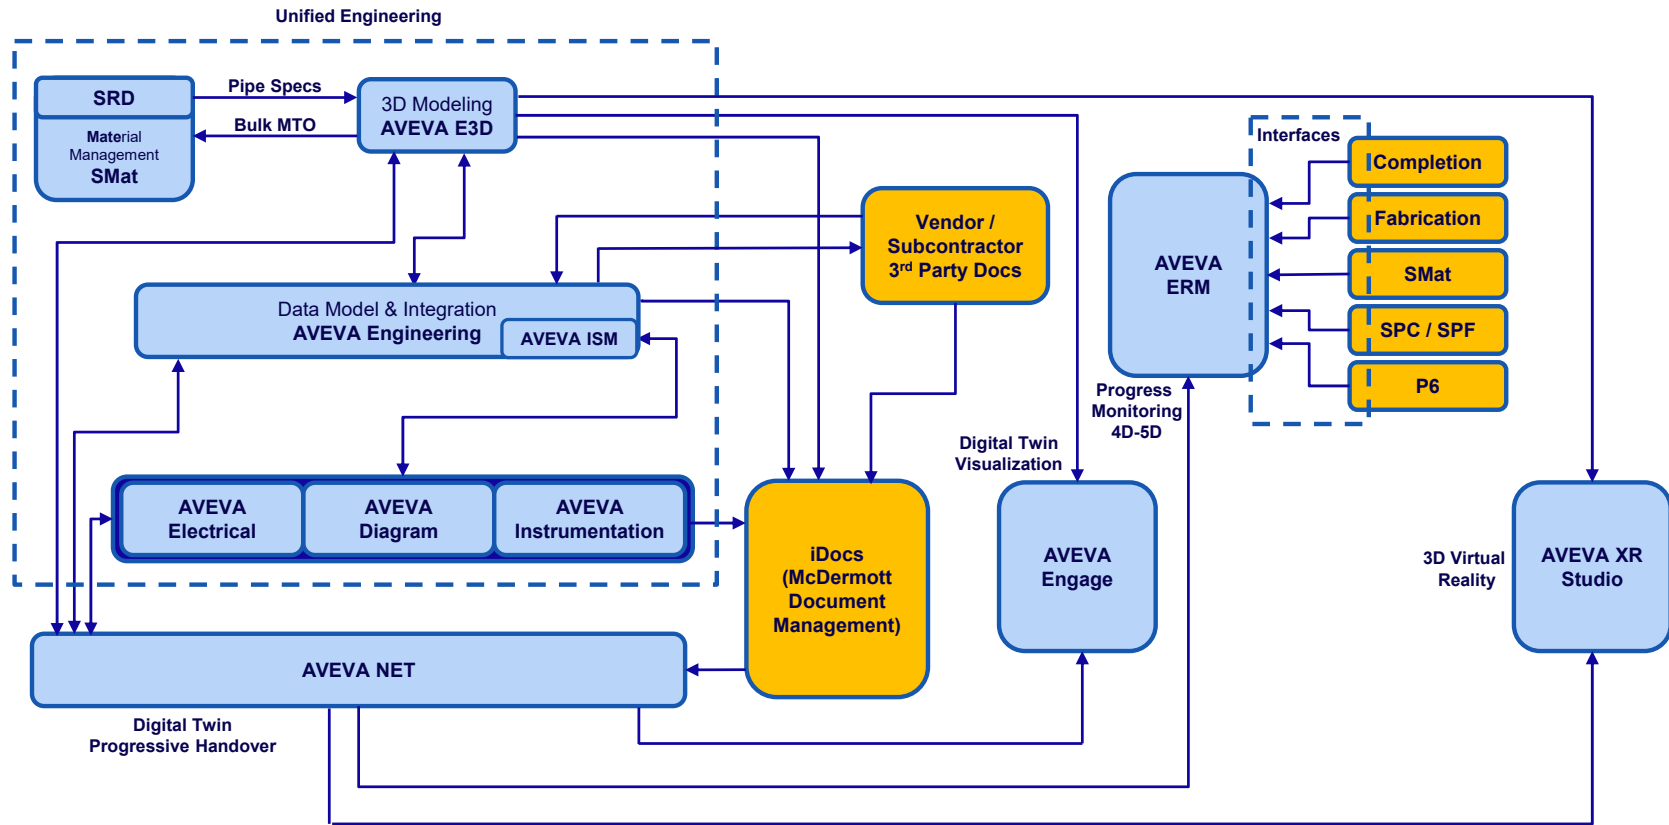 Unified Engineering
SRD
Pipe Specs
Bulk MTO
Material
Management
SMat
3D Modeling
AVEVA E3D
Interfaces
Completion
Fabrication
SMat
SPC / SPF
P6
Vendor /
Subcontractor
3rd Party Docs
AVEVA
ERM
Data Model & Integration
AVEVA Engineering
AVEVA ISM
Progress
Monitoring
4D-5D
Digital Twin
Visualization
AVEVA
Electrical
AVEVA
Diagram
AVEVA
Instrumentation
iDocs
(McDermott
Document
Management)
AVEVA
Engage
3D Virtual
Reality
AVEVA XR
Studio
AVEVA NET
Digital Twin
Progressive Handover